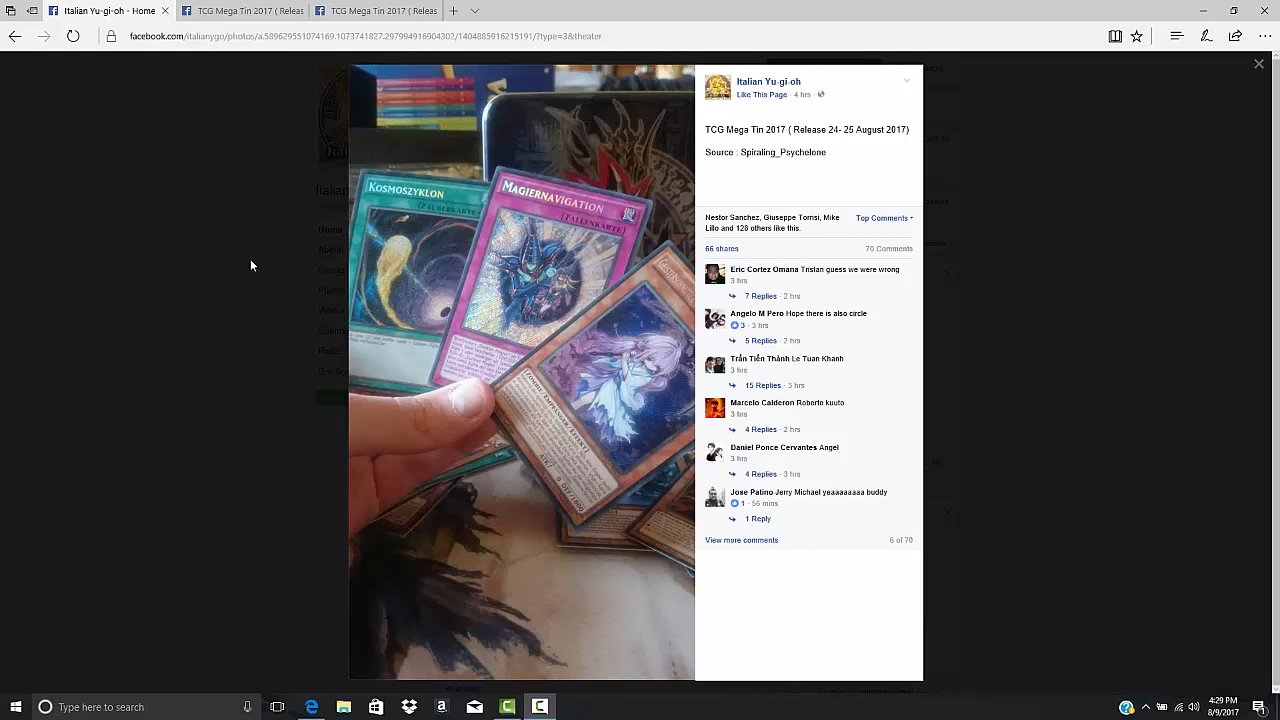 Italian Yu-gi-oh - Home
TCG Mega Tin 2017 ( Releas
TCG Mega Tin 2017 ( Releas
facebook.com/italianygo/photos/a.589629551074169.1073741827.297994916904302/1404885916215191/?type=3&theater
KOSMOSZYKLON
[ZAUBERKARTE
MAGIERNAVIGATION
[FALLENKARTE]
Italian Yu-gi-oh
Like This Page · 4 hrs ·
TCG Mega Tin 2017 ( Release 24- 25 August 2017)
Source : Spiraling_Psychelone
Nestor Sanchez, Giuseppe Torrisi, Mike
Lillo and 128 others like this.
Top Comments
66 shares
70 Comments
Eric Cortez Omana Tristan guess we were wrong
3 hrs
7 Replies · 2 hrs
Angelo M Pero Hope there is also circle
3 · 3 hrs
5 Replies · 2 hrs
Trần Tiến Thành Le Tuan Khanh
3 hrs
15 Replies · 3 hrs
Marcelo Calderon Roberto kuuto
3 hrs
4 Replies · 2 hrs
Daniel Ponce Cervantes Angel
3 hrs
4 Replies · 3 hrs
Jose Patino Jerry Michael yeaaaaaaaa buddy
1 · 56 mins
1 Reply
View more comments
6 of 70
Type here to search
4:29 PM
8/9/2017